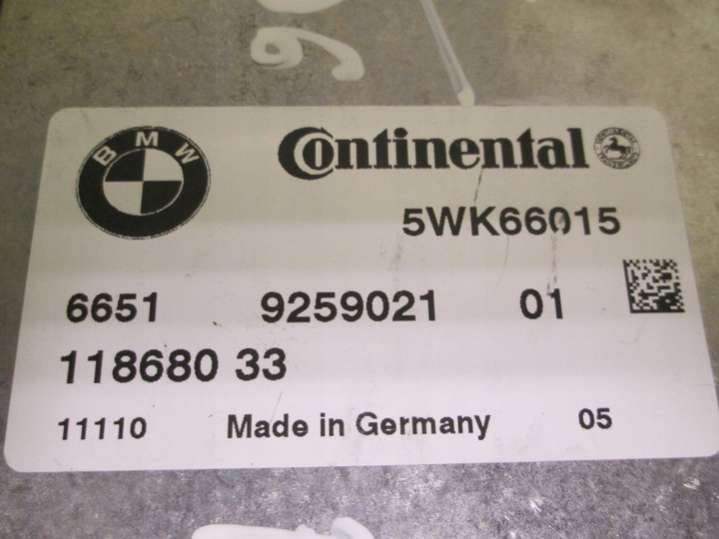 BMW
Continental
5WK66015
6651 9259021 01
118680 33
11110 Made in Germany 05